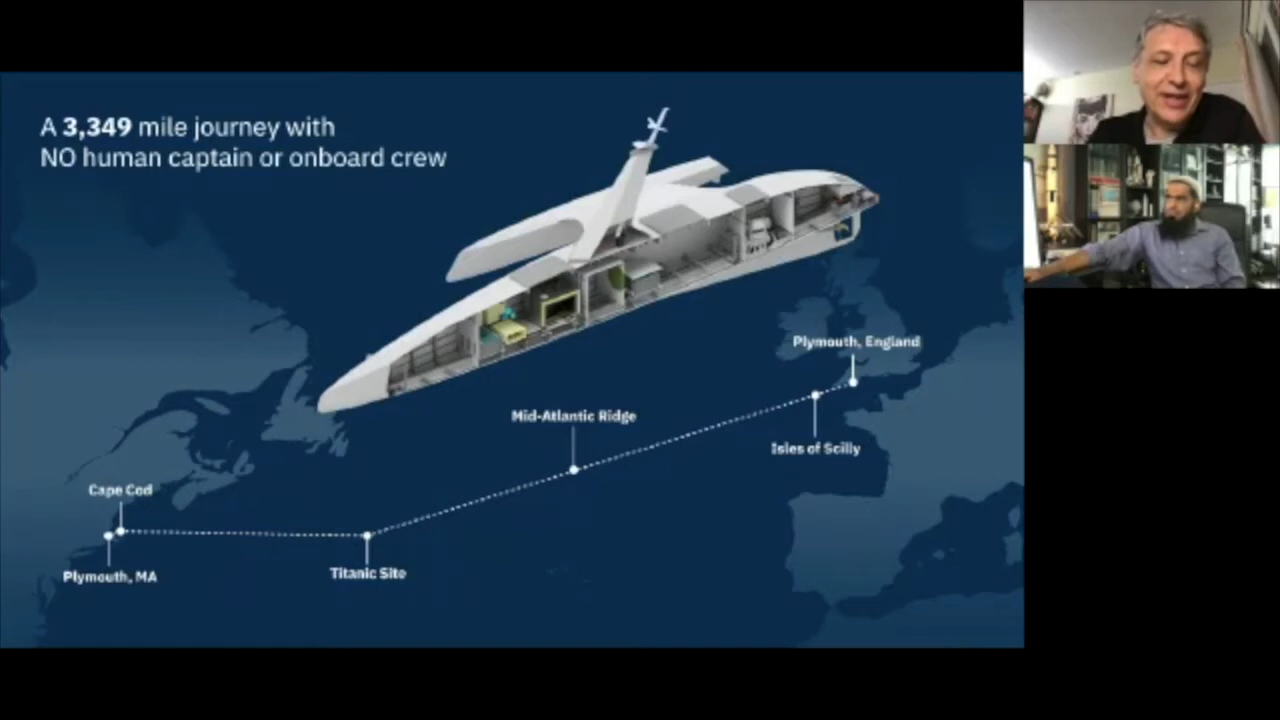 A 3,349 mile journey with
NO human captain or onboard crew
Plymouth, England
Mid-Atlantic Ridge
Isles of Scilly
Cape Cod
Titanic Site
Plymouth, MA